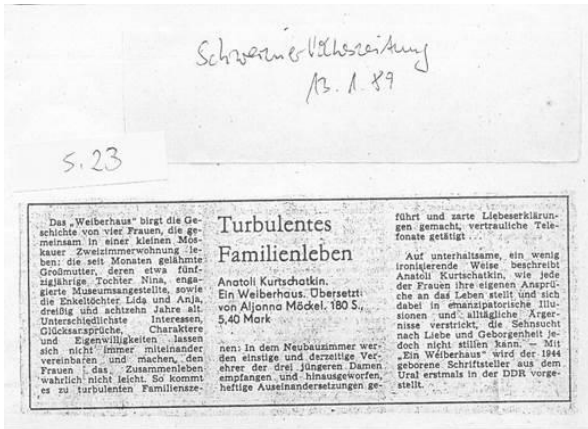 Schweriner Volkszeitung
13.1.89
S. 23
Das „Weiberhaus" birgt die Ge-
schichte von vier Frauen, die ge-
meinsam in einer kleinen Mos-
kauer Zweizimmerwohnung le-
ben: die seit Monaten gelähmte
Großmutter, deren etwa fünf-
zigjährige Tochter Nina, enga-
gierte Museumsangestellte, sowie
die Enkeltöchter Lida und Anja,
dreißig und achtzehn Jahre alt.
Unterschiedlichste Interessen,
Glücksansprüche, Charaktere
und Eigenwilligkeiten lassen
sich nicht immer miteinander
vereinbaren und machen den
Frauen das Zusammenleben
wahrlich nicht leicht. So kommt
es zu turbulenten Familiensze-
Turbulentes
Familienleben
Anatoli Kurtschatkin.
Ein Weiberhaus. Übersetzt:
von Aljonna Möckel. 180 S.,
5,40 Mark
nen: In dem Neubauzimmer wer-
den einstige und derzeitige Ver-
ehrer der drei jüngeren Damen
empfangen und hinausgeworfen,
heftige Auseinandersetzungen ge-
führt und zarte Liebeserklärun-
gen gemacht, vertrauliche Tele-
fonate getätigt ...
Auf unterhaltsame, ein wenig
ironisierende Weise beschreibt
Anatoli Kurtschatkin, wie jede
der Frauen ihre eigenen Ansprü-
che an das Leben stellt und sich
dabei in emanzipatorische Illu-
sionen und alltägliche Ärger-
nisse verstrickt, die Sehnsucht
nach Liebe und Geborgenheit je-
doch nicht stillen kann. – Mit
„Ein Weiberhaus" wird der 1944
geborene Schriftsteller aus dem
Ural erstmals in der DDR vorge-
stellt.